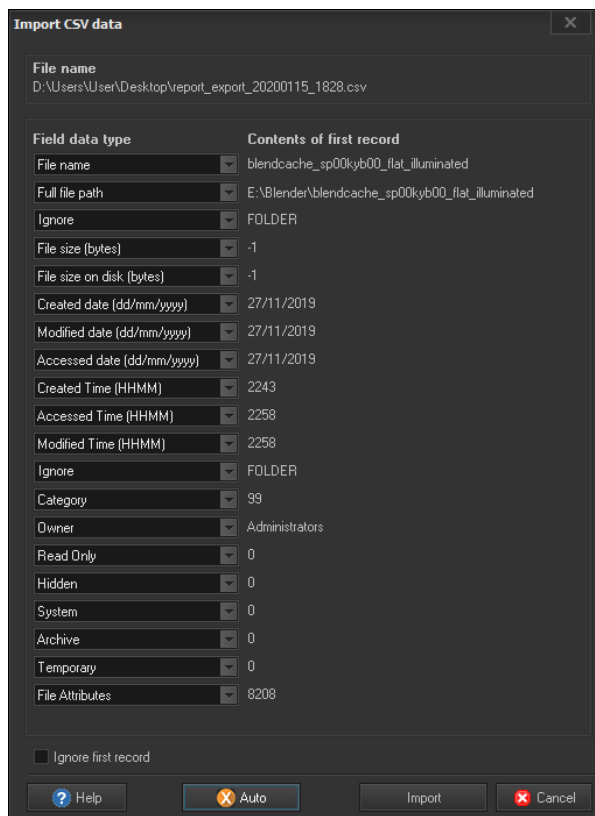 Import CSV data
File name
D:\Users\User\Desktop\report_export_20200115_1828.csv
Field data type Contents of first record
File name blendcache_sp00kyb00_flat_illuminated
Full file path E:\Blender\blendcache_sp00kyb00_flat_illuminated
Ignore FOLDER
File size (bytes) -1
File size on disk (bytes) -1
Created date (dd/mm/yyyy) 27/11/2019
Modified date (dd/mm/yyyy) 27/11/2019
Accessed date (dd/mm/yyyy) 27/11/2019
Created Time (HHMM) 2243
Accessed Time (HHMM) 2258
Modified Time (HHMM) 2258
Ignore FOLDER
Category 99
Owner Administrators
Read Only 0
Hidden 0
System 0
Archive 0
Temporary 0
File Attributes 8208
Ignore first record
Help Auto Import Cancel